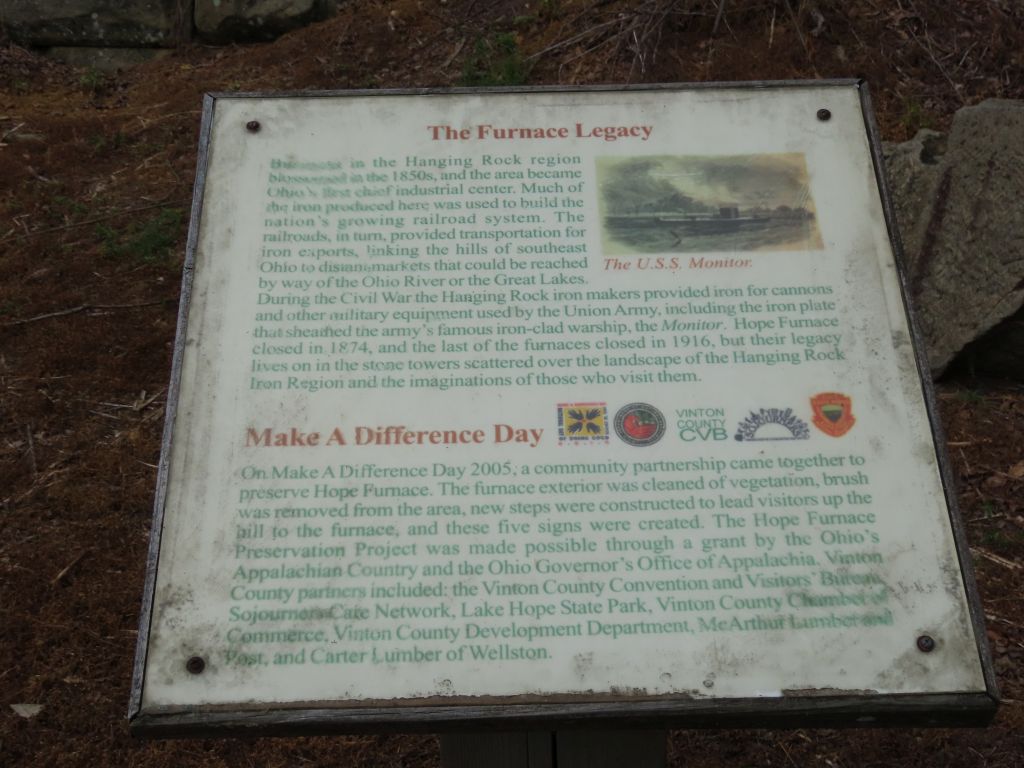 The Furnace Legacy
in the Hanging Rock region
blossomed in the 1850s, and the area became
Ohio's first chief industrial center. Much of
the iron produced here was used to build the
nation's growing railroad system. The
railroads, in turn, provided transportation for
iron exports, linking the hills of southeast
Ohio to distant markets that could be reached
by way of the Ohio River or the Great Lakes.
The U.S.S. Monitor.
During the Civil War the Hanging Rock iron makers provided iron for cannons
and other military equipment used by the Union Army, including the iron plate
that sheathed the army's famous iron-clad warship, the Monitor. Hope Furnace
closed in 1874, and the last of the furnaces closed in 1916, but their legacy
lives on in the stone towers scattered over the landscape of the Hanging Rock
Iron Region and the imaginations of those who visit them.
Make A Difference Day
VINTON
COUNTY
CVB
On Make A Difference Day 2005, a community partnership came together to
preserve Hope Furnace. The furnace exterior was cleaned of vegetation, brush
was removed from the area, new steps were constructed to lead visitors up the
hill to the furnace, and these five signs were created. The Hope Furnace
Preservation Project was made possible through a grant by the Ohio's
Appalachian Country and the Ohio Governor's Office of Appalachia. Vinton
County partners included: the Vinton County Convention and Visitors' Bureau,
Sojourners Care Network, Lake Hope State Park, Vinton County Chamber of
Commerce, Vinton County Development Department, McArthur Lumber and
Post, and Carter Lumber of Wellston.